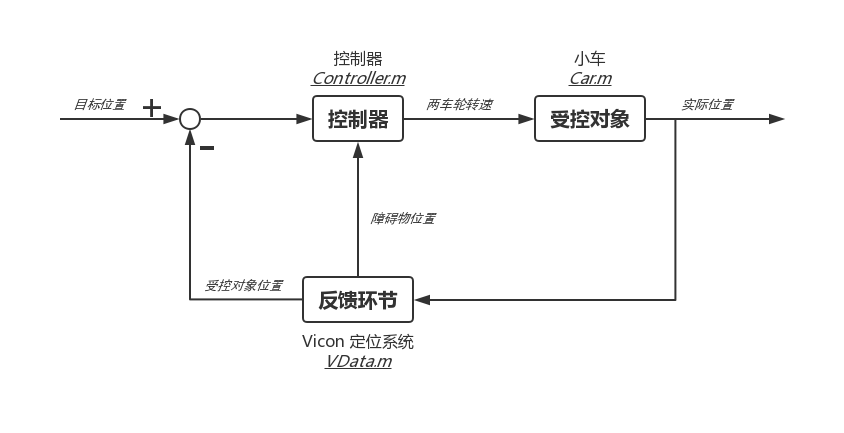 控制器
Controller.m
小车
Car.m
目标位置
+
控制器
两车轮转速
受控对象
实际位置
-
障碍物位置
受控对象位置
反馈环节
Vicon 定位系统
VData.m